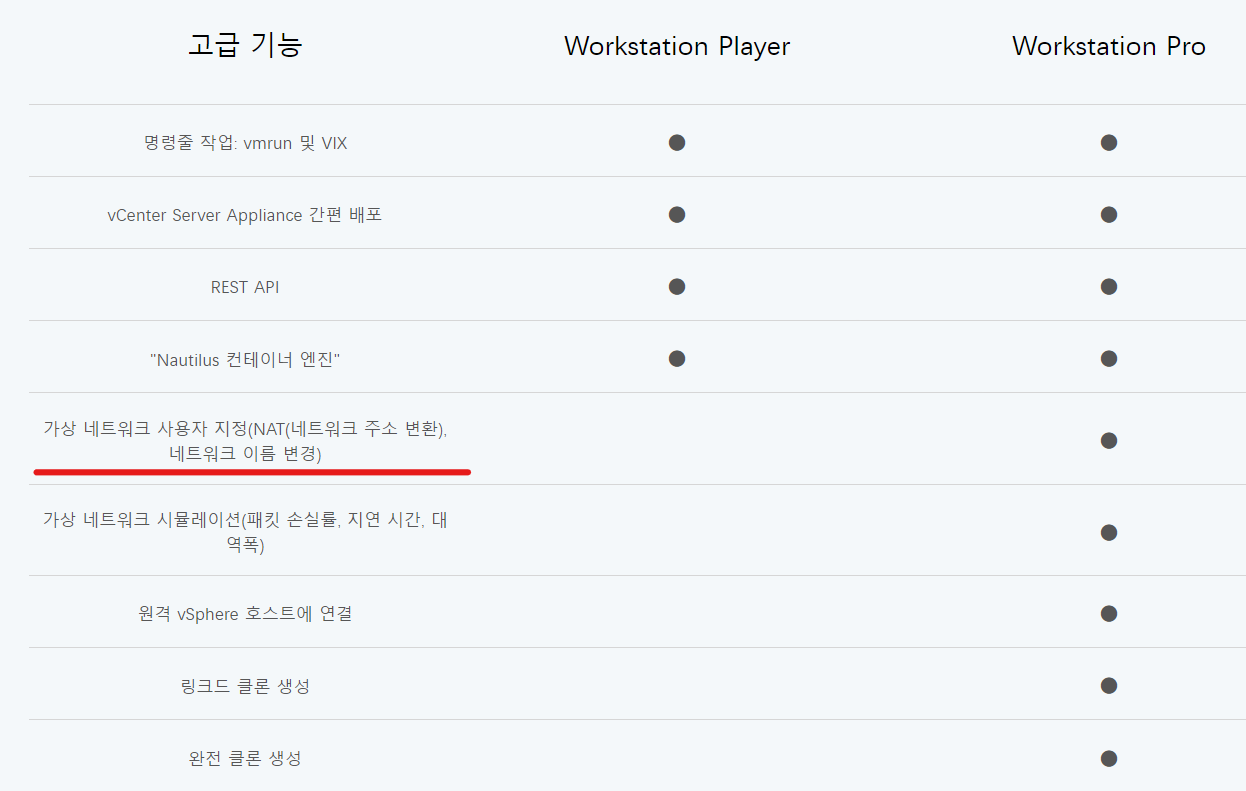 고급 기능 Workstation Player Workstation Pro
명령줄 작업: vmrun 및 VIX ● ●
vCenter Server Appliance 간편 배포 ● ●
REST API ● ●
"Nautilus 컨테이너 엔진" ● ●
가상 네트워크 사용자 지정(NAT(네트워크 주소 변환),
네트워크 이름 변경) ●
가상 네트워크 시뮬레이션(패킷 손실률, 지연 시간, 대
역폭) ●
원격 vSphere 호스트에 연결 ●
링크드 클론 생성 ●
완전 클론 생성 ●